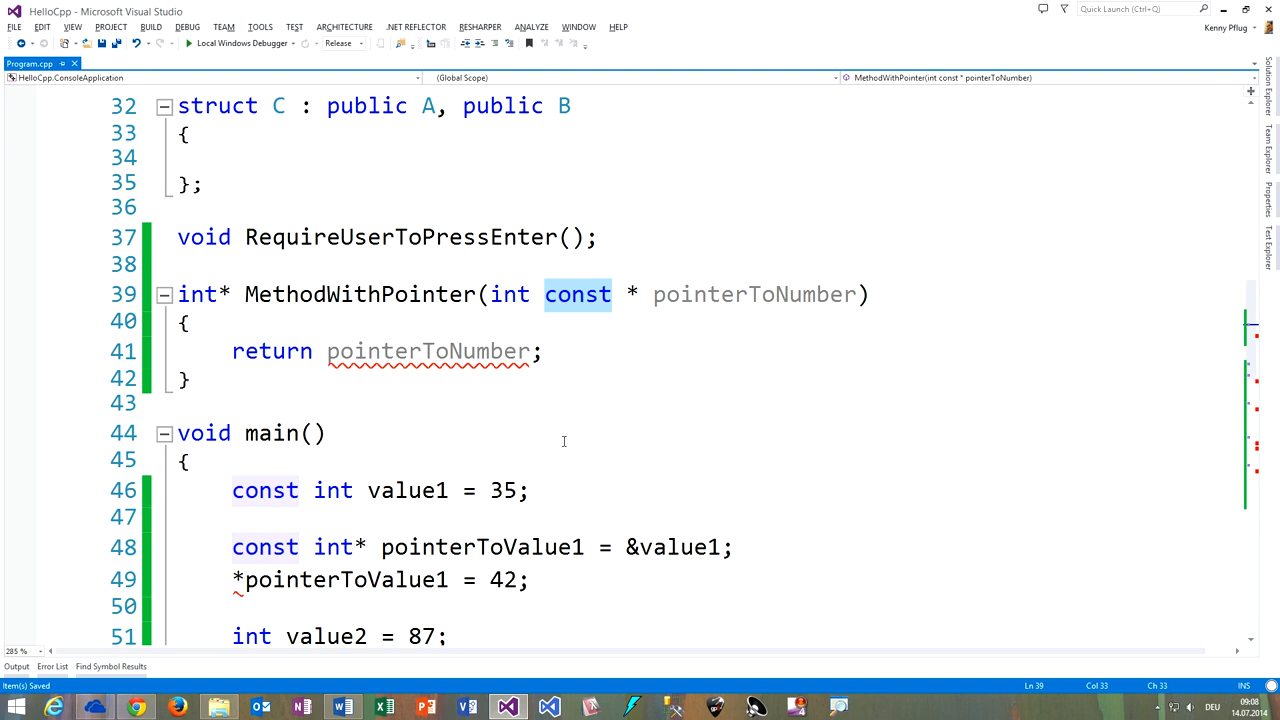 HelloCpp - Microsoft Visual Studio
Quick Launch (Ctrl+Q)
FILE EDIT VIEW PROJECT BUILD DEBUG TEAM TOOLS TEST ARCHITECTURE .NET REFLECTOR RESHARPER ANALYZE WINDOW HELP
Kenny Pflug
Local Windows Debugger Release
Program.cpp
HelloCpp.ConsoleApplication (Global Scope) MethodWithPointer(int const * pointerToNumber)
32 struct C : public A, public B
33 {
34
35 };
36
37 void RequireUserToPressEnter();
38
39 int* MethodWithPointer(int const * pointerToNumber)
40 {
41 return pointerToNumber;
42 }
43
44 void main()
45 {
46 const int value1 = 35;
47
48 const int* pointerToValue1 = &value1;
49 *pointerToValue1 = 42;
50
51 int value2 = 87;
Solution Explorer
Team Explorer
Properties
Test Explorer
285 %
Output Error List Find Symbol Results
Item(s) Saved Ln 39 Col 33 Ch 33 INS
DEU
09:08
14.07.2014